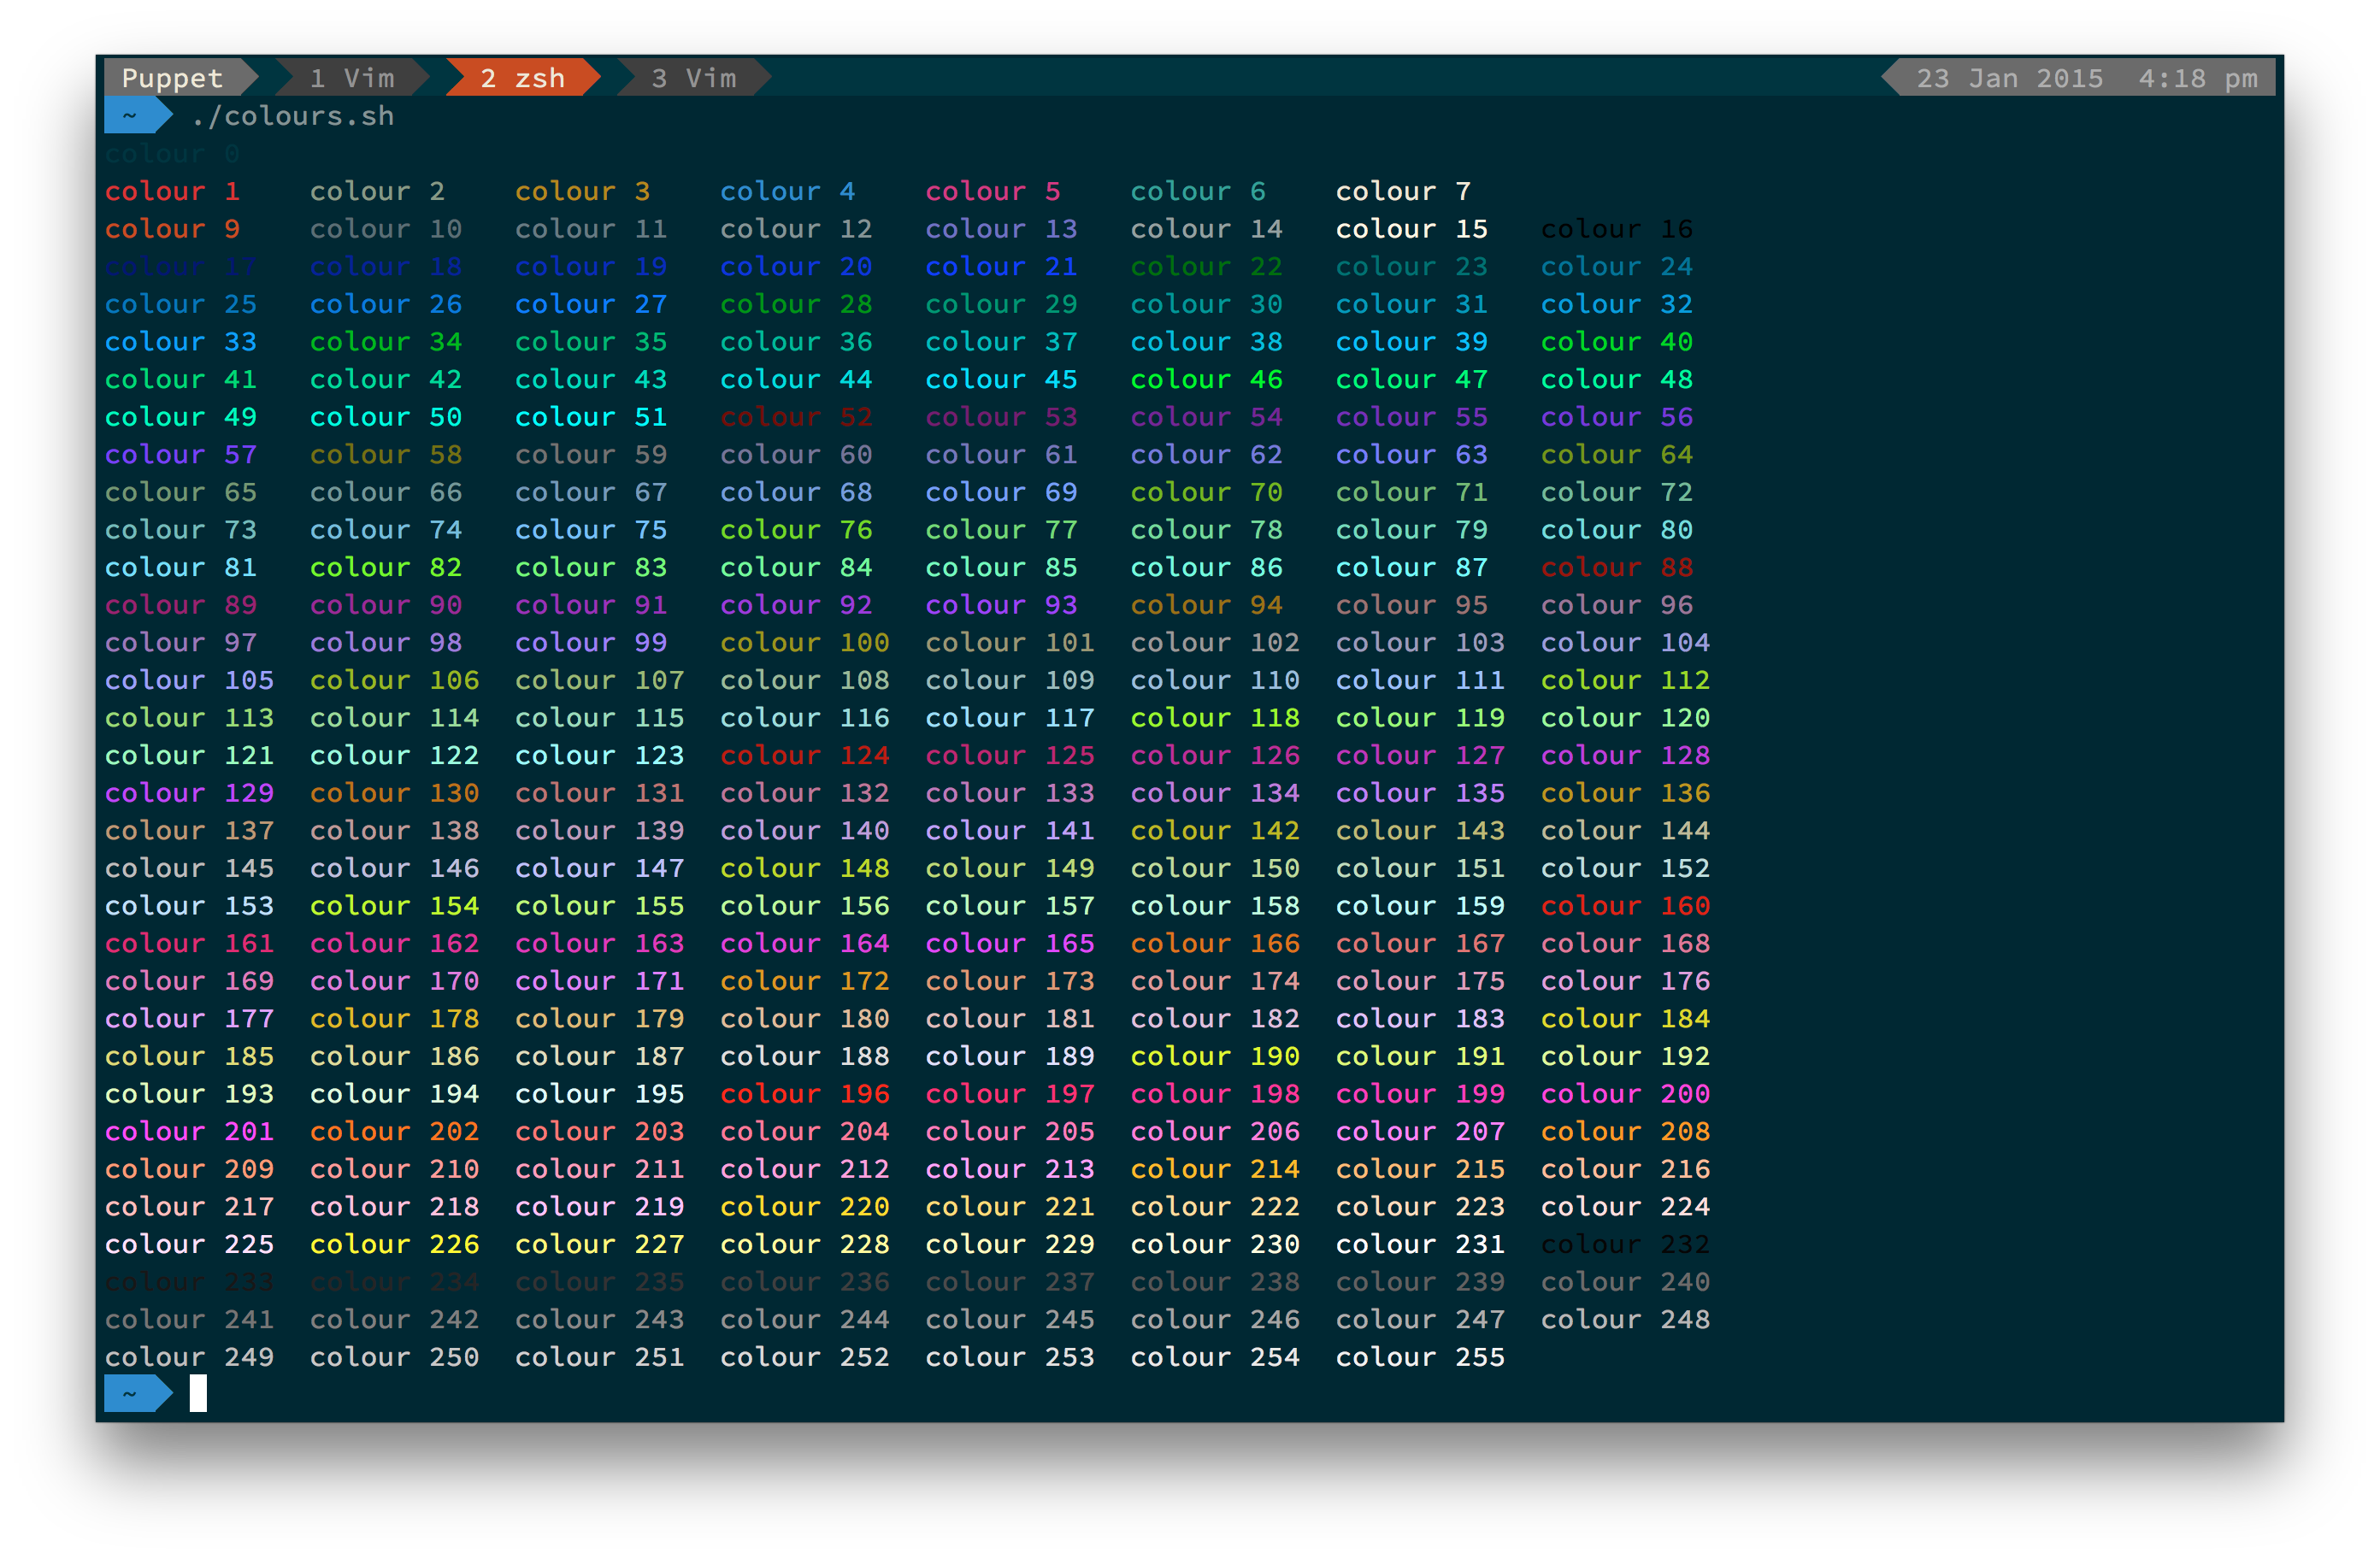 Puppet 1 Vim 2 zsh 3 Vim 23 Jan 2015 4:18 pm
~ ./colours.sh
colour 0
colour 1 colour 2 colour 3 colour 4 colour 5 colour 6 colour 7
colour 9 colour 10 colour 11 colour 12 colour 13 colour 14 colour 15 colour 16
colour 17 colour 18 colour 19 colour 20 colour 21 colour 22 colour 23 colour 24
colour 25 colour 26 colour 27 colour 28 colour 29 colour 30 colour 31 colour 32
colour 33 colour 34 colour 35 colour 36 colour 37 colour 38 colour 39 colour 40
colour 41 colour 42 colour 43 colour 44 colour 45 colour 46 colour 47 colour 48
colour 49 colour 50 colour 51 colour 52 colour 53 colour 54 colour 55 colour 56
colour 57 colour 58 colour 59 colour 60 colour 61 colour 62 colour 63 colour 64
colour 65 colour 66 colour 67 colour 68 colour 69 colour 70 colour 71 colour 72
colour 73 colour 74 colour 75 colour 76 colour 77 colour 78 colour 79 colour 80
colour 81 colour 82 colour 83 colour 84 colour 85 colour 86 colour 87 colour 88
colour 89 colour 90 colour 91 colour 92 colour 93 colour 94 colour 95 colour 96
colour 97 colour 98 colour 99 colour 100 colour 101 colour 102 colour 103 colour 104
colour 105 colour 106 colour 107 colour 108 colour 109 colour 110 colour 111 colour 112
colour 113 colour 114 colour 115 colour 116 colour 117 colour 118 colour 119 colour 120
colour 121 colour 122 colour 123 colour 124 colour 125 colour 126 colour 127 colour 128
colour 129 colour 130 colour 131 colour 132 colour 133 colour 134 colour 135 colour 136
colour 137 colour 138 colour 139 colour 140 colour 141 colour 142 colour 143 colour 144
colour 145 colour 146 colour 147 colour 148 colour 149 colour 150 colour 151 colour 152
colour 153 colour 154 colour 155 colour 156 colour 157 colour 158 colour 159 colour 160
colour 161 colour 162 colour 163 colour 164 colour 165 colour 166 colour 167 colour 168
colour 169 colour 170 colour 171 colour 172 colour 173 colour 174 colour 175 colour 176
colour 177 colour 178 colour 179 colour 180 colour 181 colour 182 colour 183 colour 184
colour 185 colour 186 colour 187 colour 188 colour 189 colour 190 colour 191 colour 192
colour 193 colour 194 colour 195 colour 196 colour 197 colour 198 colour 199 colour 200
colour 201 colour 202 colour 203 colour 204 colour 205 colour 206 colour 207 colour 208
colour 209 colour 210 colour 211 colour 212 colour 213 colour 214 colour 215 colour 216
colour 217 colour 218 colour 219 colour 220 colour 221 colour 222 colour 223 colour 224
colour 225 colour 226 colour 227 colour 228 colour 229 colour 230 colour 231 colour 232
colour 233 colour 234 colour 235 colour 236 colour 237 colour 238 colour 239 colour 240
colour 241 colour 242 colour 243 colour 244 colour 245 colour 246 colour 247 colour 248
colour 249 colour 250 colour 251 colour 252 colour 253 colour 254 colour 255
~